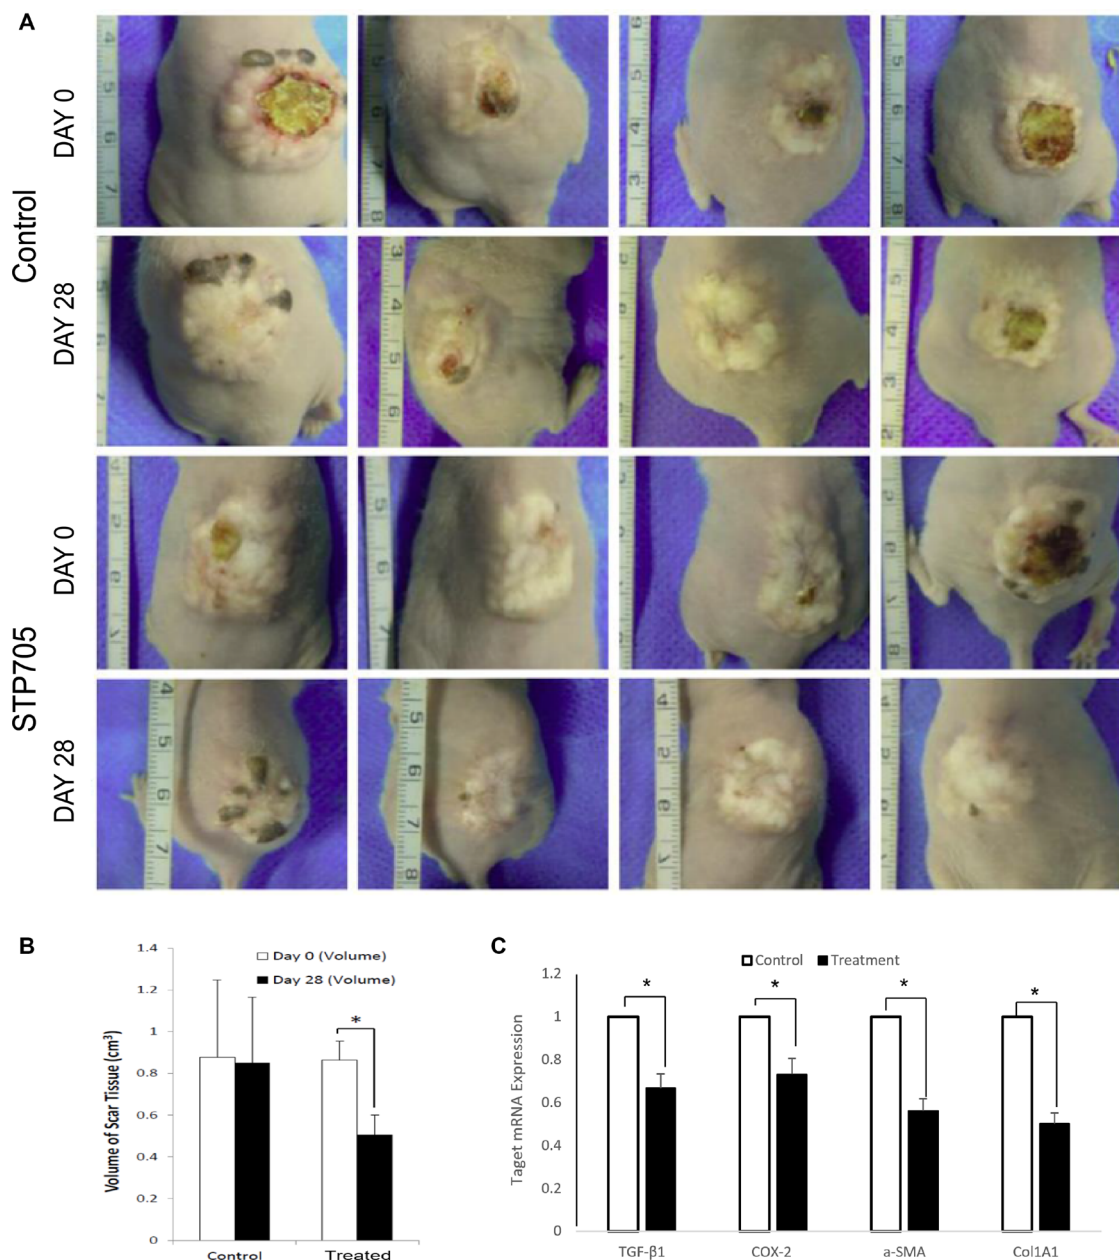 A
Control
DAY 0
DAY 28
STP705
DAY 0
DAY 28
B
Day 0 (Volume)
Day 28 (Volume)
Volume of Scar Tissue (cm³)
1.4
1.2
1
0.8
0.6
0.4
0.2
0
*
Control
Treated
C
Control
Treatment
Taget mRNA Expression
1.2
1
0.8
0.6
0.4
0.2
0
*
*
*
*
TGF-β1
COX-2
a-SMA
Col1A1